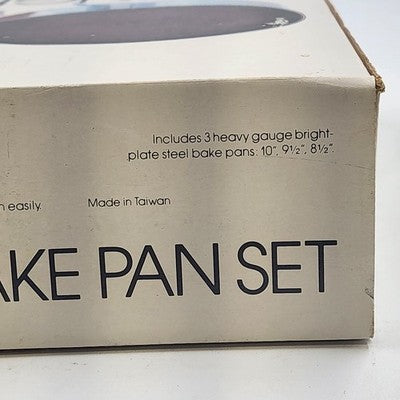 Includes 3 heavy gauge bright-
plate steel bake pans: 10", 9½", 8½".
easily.
Made in Taiwan
AKE PAN SET